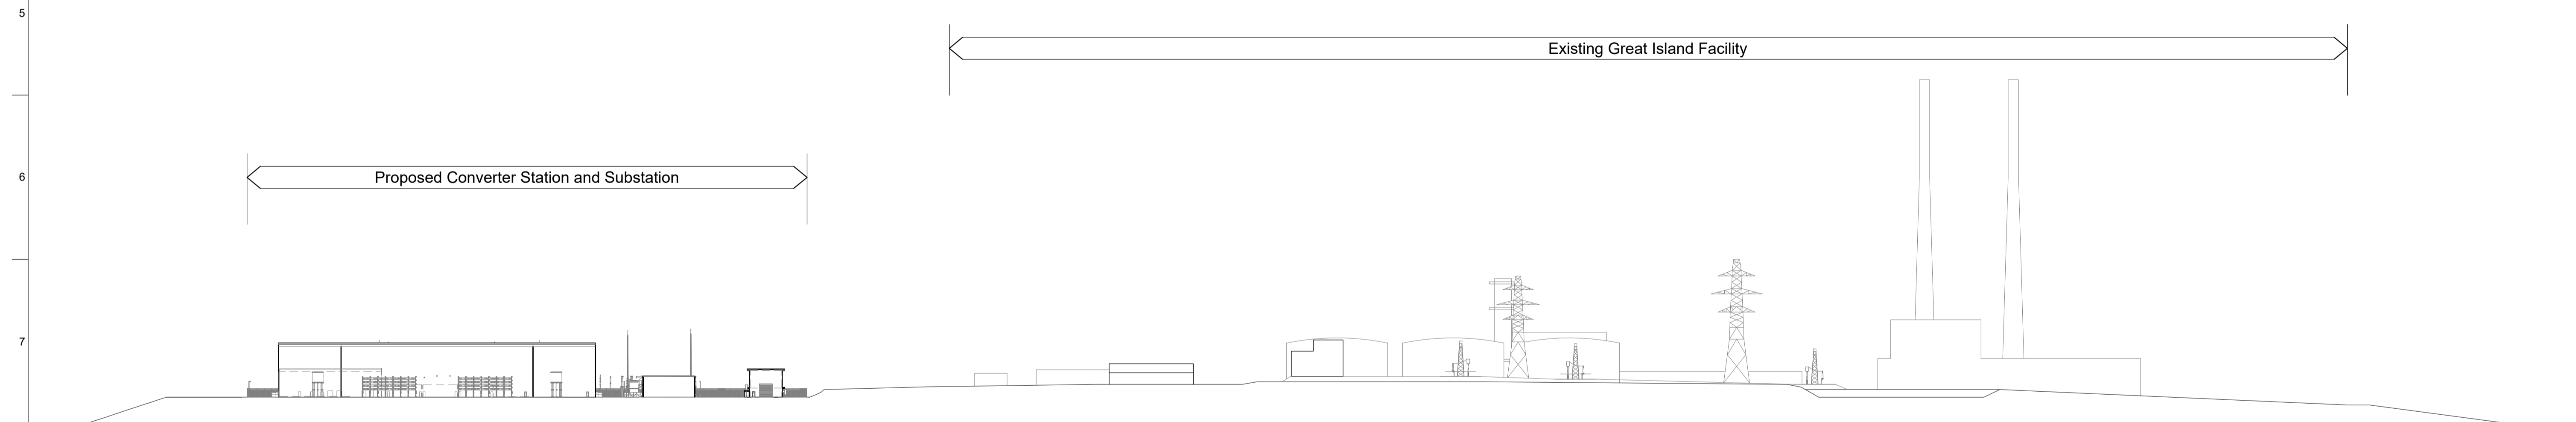 5
Existing Great Island Facility
6
Proposed Converter Station and Substation
7